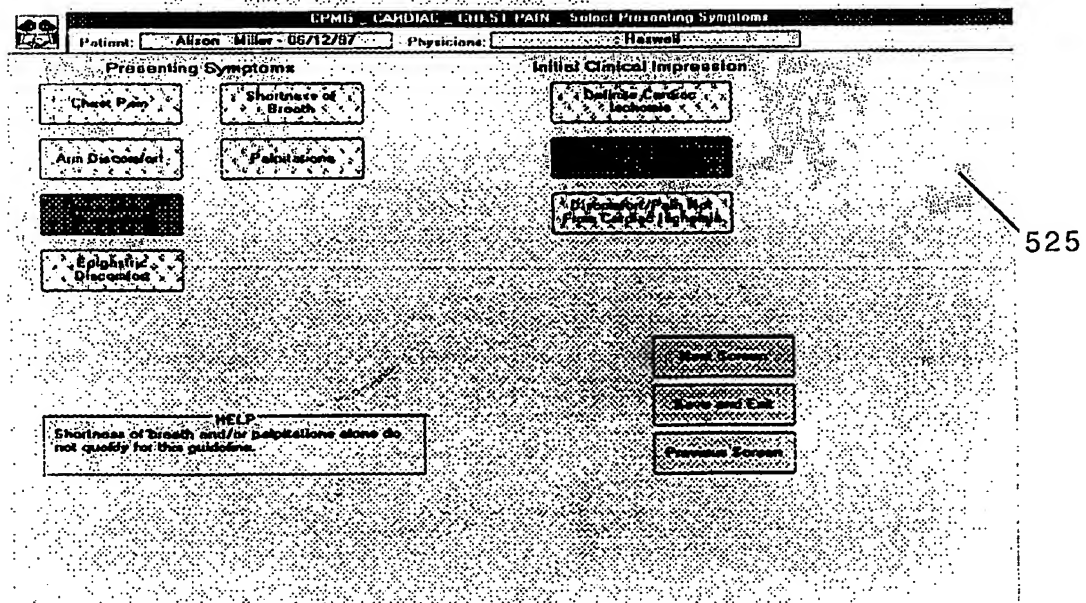 CPMG _ CARDIAC _ CHEST PAIN _ Select Presenting Symptoms
Patient: Alison Miller - 06/12/97 Physicians: Haswell
Presenting Symptoms
Initial Clinical Impression
Chest Pain
Shortness of
Breath
Definite Cardiac
Ischemia
Arm Discomfort
Palpitations
Discomfort/Pain Not
From Cardiac Ischemia
Epigastric
Discomfort
525
Next Screen
Save and Exit
Previous Screen
HELP
Shortness of breath and/or palpitations alone do
not qualify for this guideline.